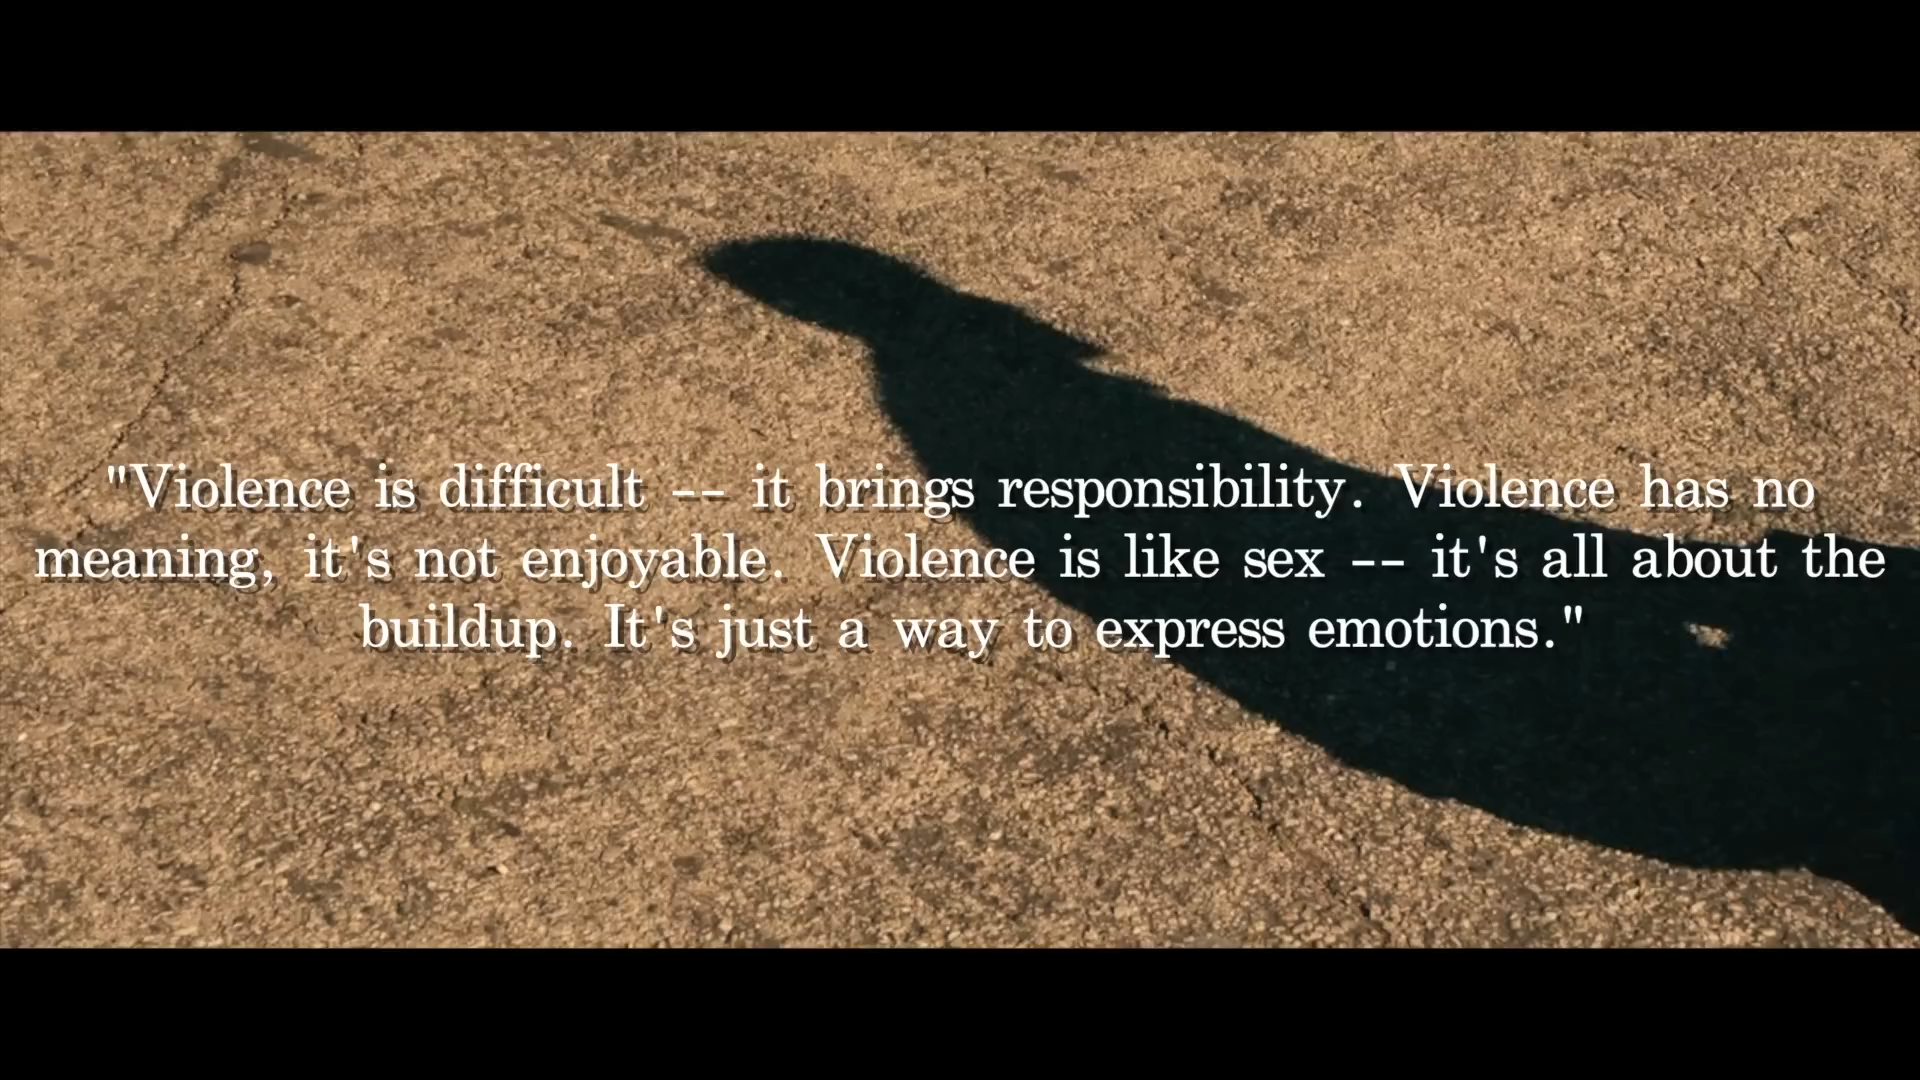 "Violence is difficult -- it brings responsibility. Violence has no
meaning, it's not enjoyable. Violence is like sex -- it's all about the
buildup. It's just a way to express emotions."